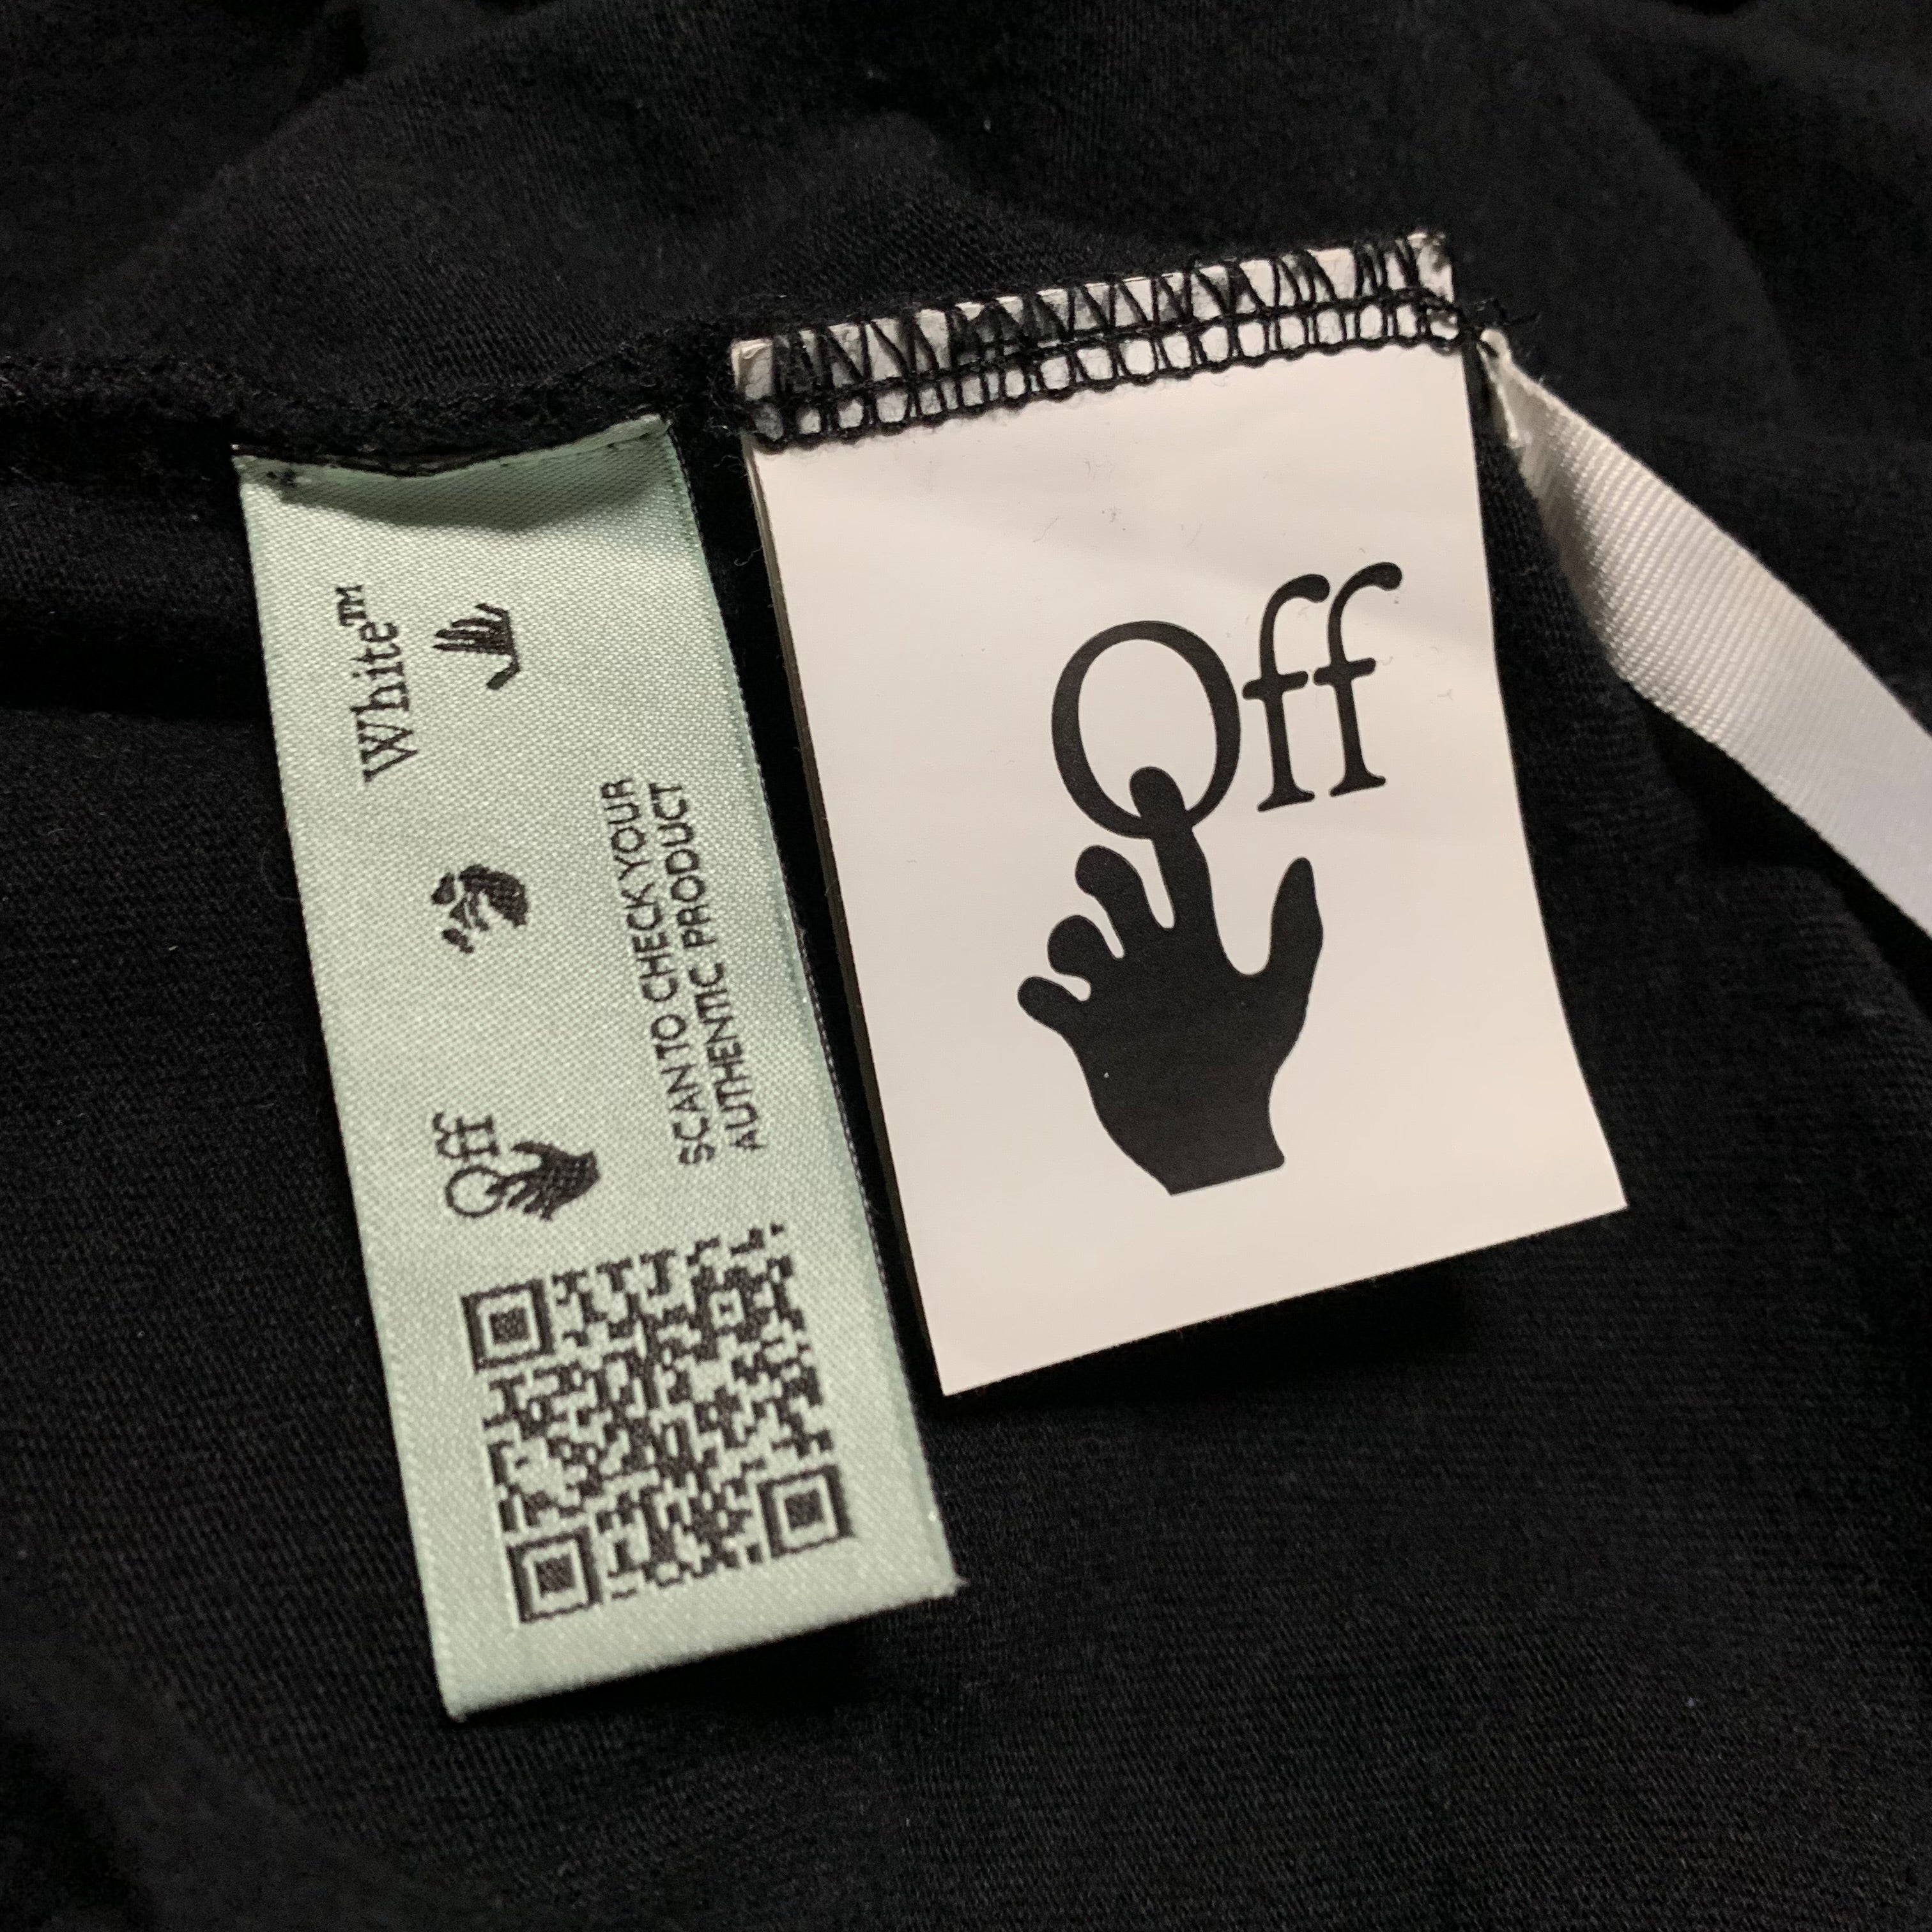 Off White™
SCAN TO CHECK YOUR
AUTHENTIC PRODUCT
Off